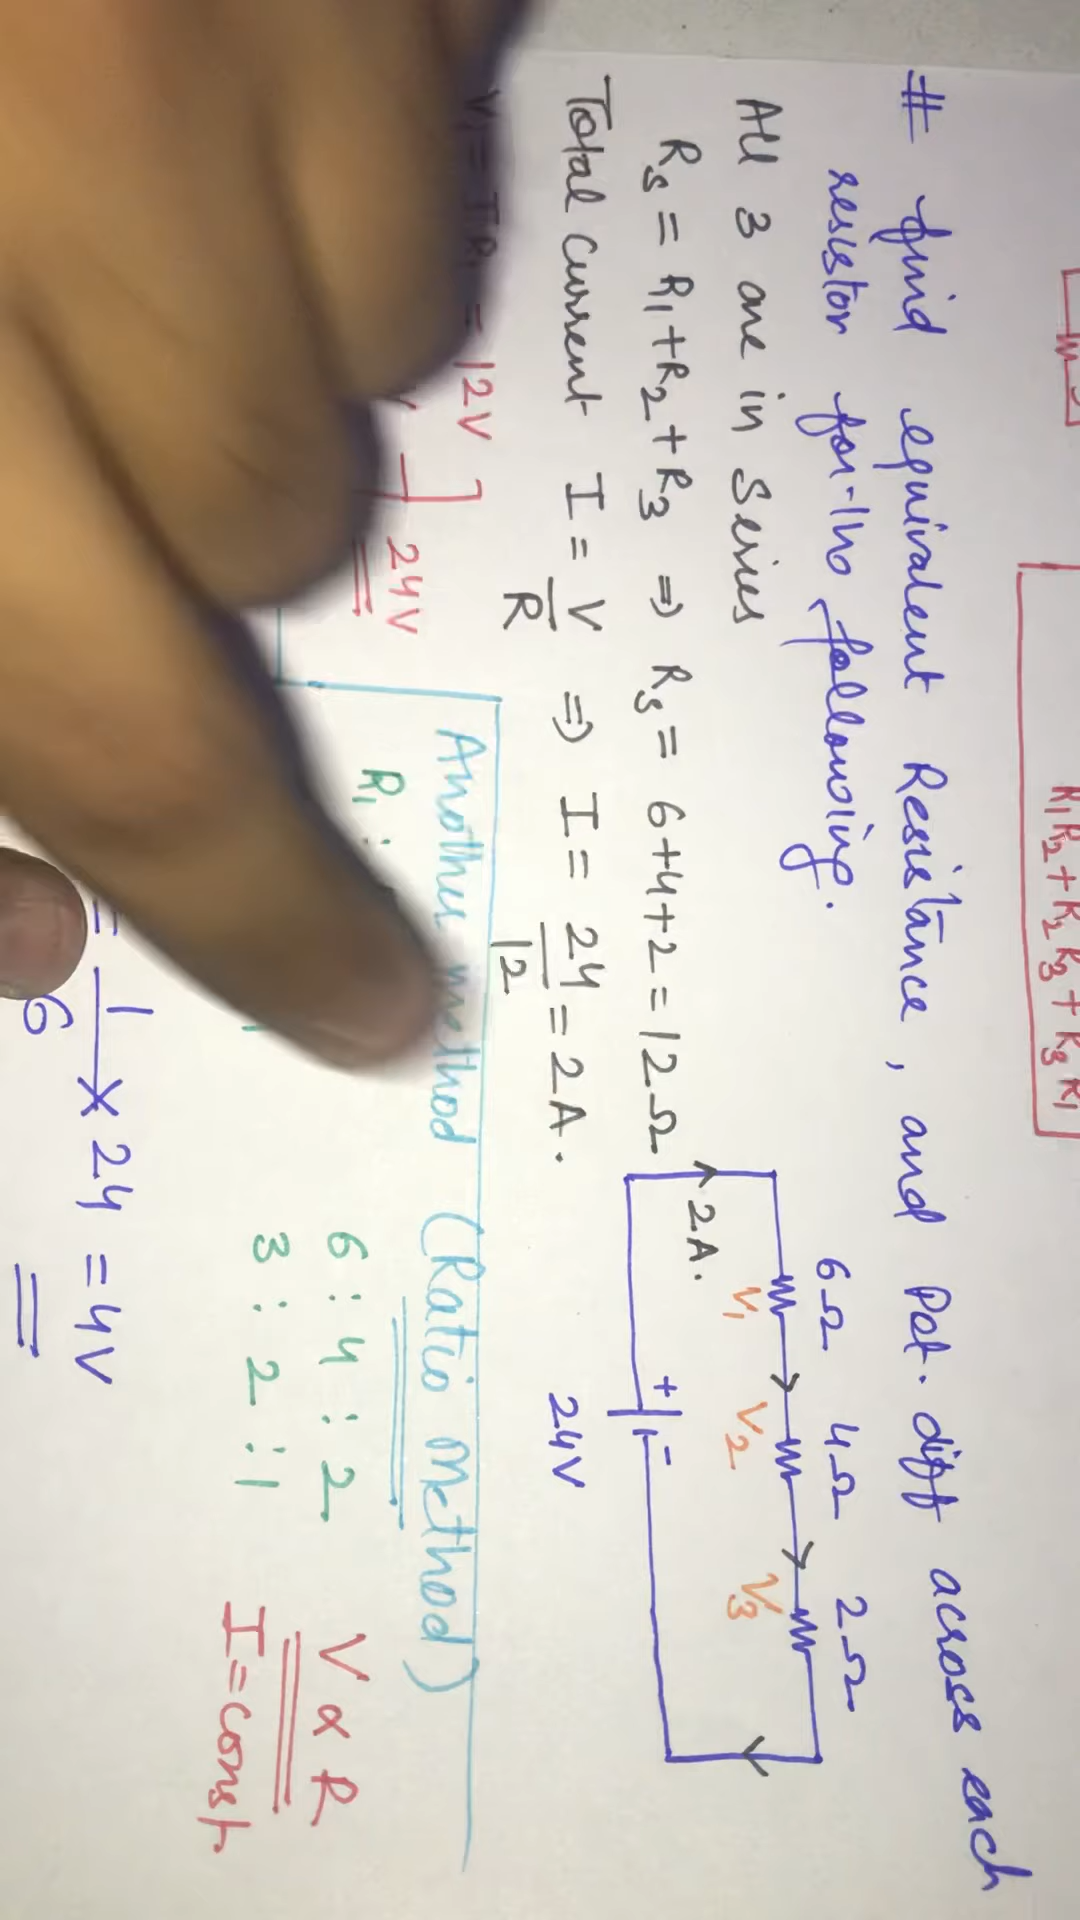 R1R2+R2R3+R3R1
# find equivalent Resistance, and Pot. diff across each
resistor for the following.
All 3 are in Series
RS = R1+R2+R3 ⇒ RS = 6+4+2 = 12Ω
Total current I = V/R ⇒ I = 24/12 = 2A.
6Ω 4Ω 2Ω
V1 V2 V3
2A.
+ -
24V
V1 = IR1 = 12V
24V
Another method (Ratio Method)
R1 :
6 : 4 : 2
3 : 2 : 1
V ∝ R
I = const.
= 1/6 × 24 = 4V